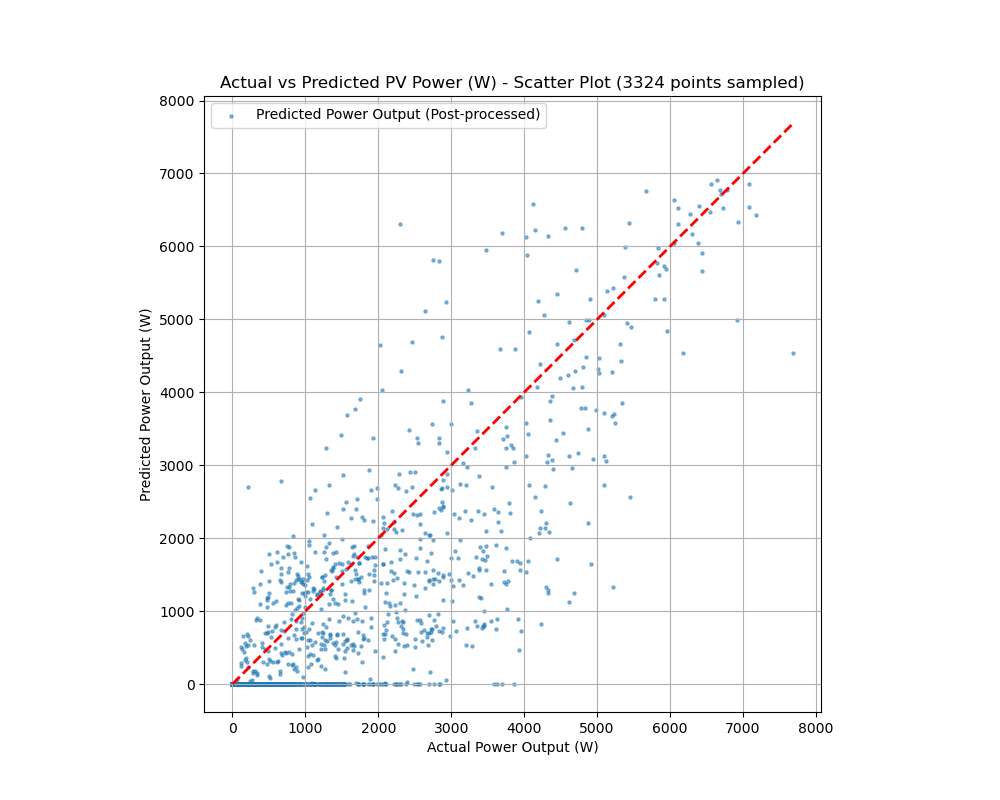 Actual vs Predicted PV Power (W) - Scatter Plot (3324 points sampled)
Predicted Power Output (Post-processed)
8000
7000
6000
5000
4000
3000
2000
1000
0
Predicted Power Output (W)
0 1000 2000 3000 4000 5000 6000 7000 8000
Actual Power Output (W)